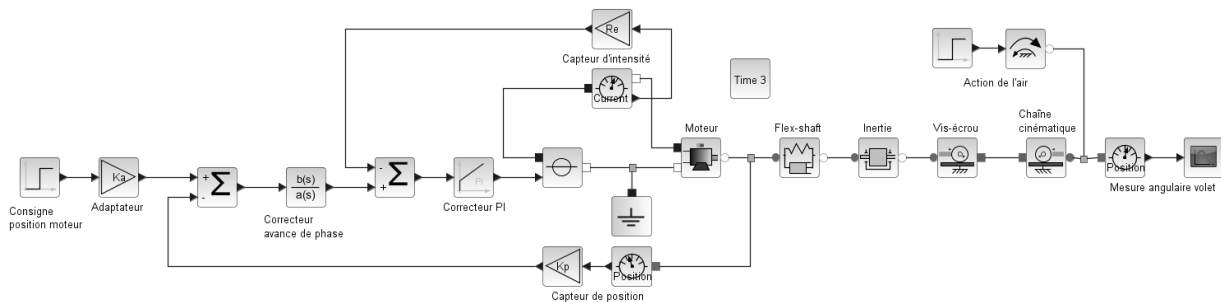 Re
Capteur d'intensité
Current
Time 3
Action de l'air
Moteur
Flex-shaft
Inertie
Vis-écrou
Chaîne
cinématique
Ka
+
-
Σ
b(s)
a(s)
-
+
Σ
PI
Position
Consigne
position moteur
Adaptateur
Correcteur
avance de phase
Correcteur PI
Mesure angulaire volet
Kp
Position
Capteur de position